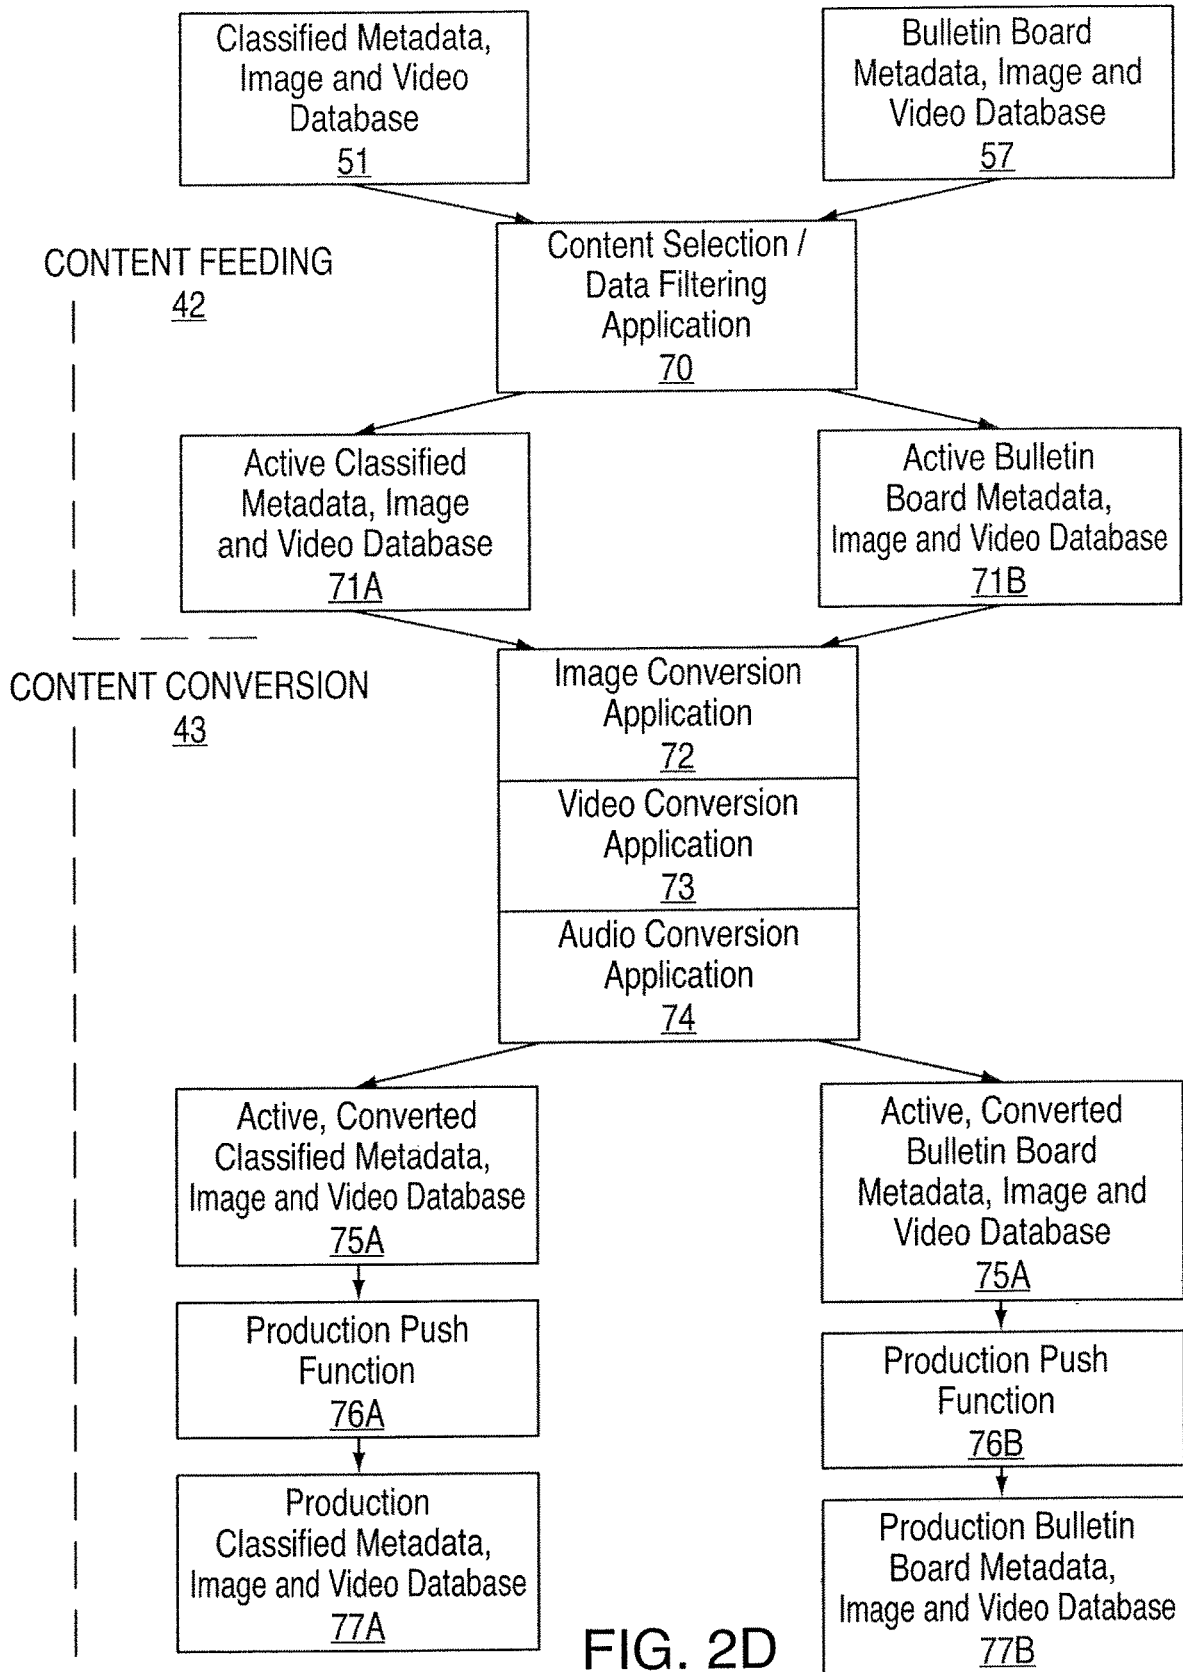 Classified Metadata,
Image and Video
Database
51
Bulletin Board
Metadata, Image and
Video Database
57
CONTENT FEEDING
42
Content Selection /
Data Filtering
Application
70
Active Classified
Metadata, Image
and Video Database
71A
Active Bulletin
Board Metadata,
Image and Video Database
71B
CONTENT CONVERSION
43
Image Conversion
Application
72
Video Conversion
Application
73
Audio Conversion
Application
74
Active, Converted
Classified Metadata,
Image and Video Database
75A
Active, Converted
Bulletin Board
Metadata, Image and
Video Database
75A
Production Push
Function
76A
Production Push
Function
76B
Production
Classified Metadata,
Image and Video Database
77A
Production Bulletin
Board Metadata,
Image and Video Database
77B
FIG. 2D